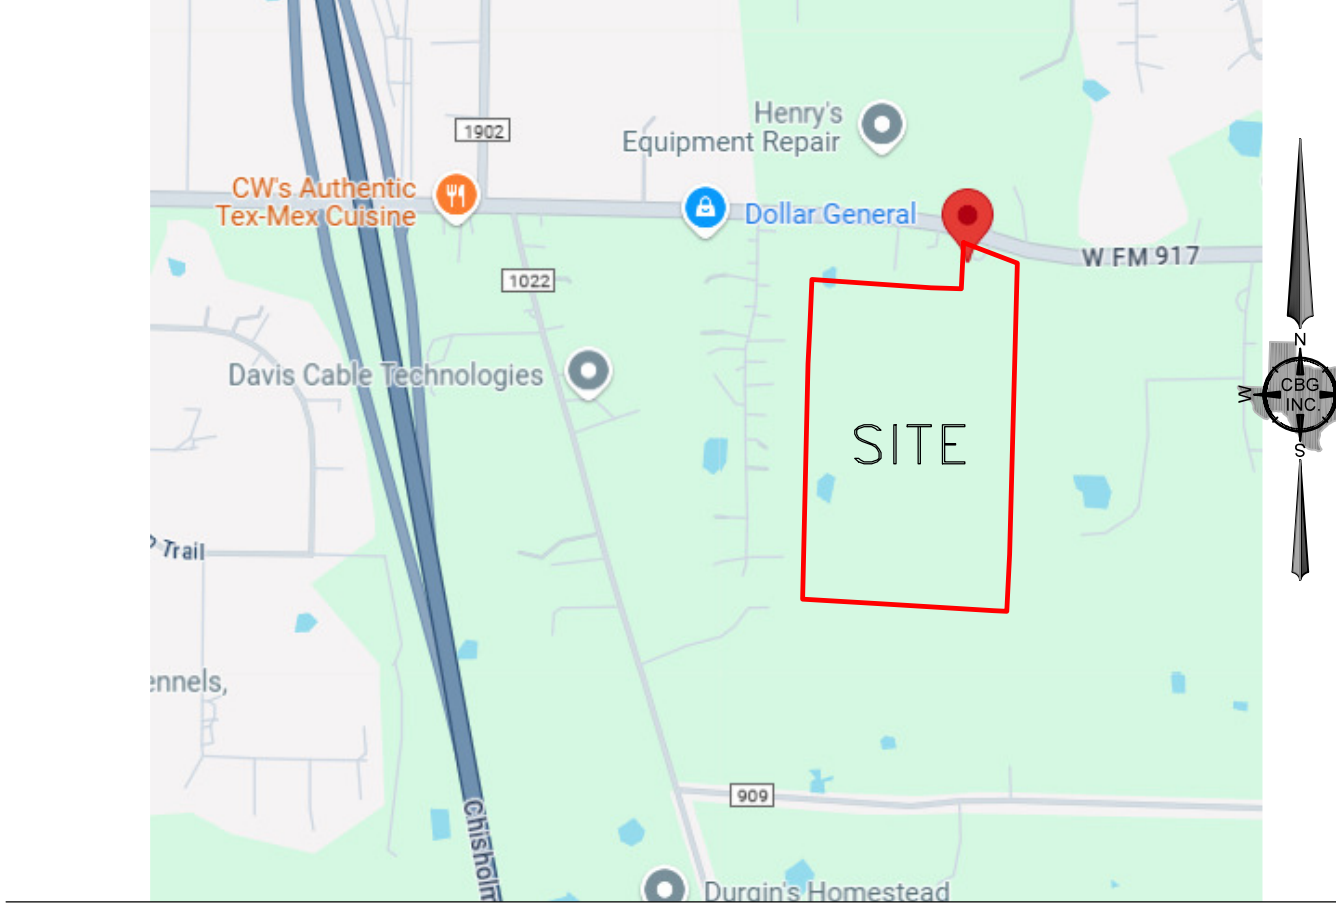 1902
Henry's
Equipment Repair
CW's Authentic
Tex-Mex Cuisine
Dollar General
W FM 917
1022
N
Davis Cable Technologies
W
CBG
INC.
SITE
S
Trail
ennels,
909
Chisholm
Durgin's Homestead